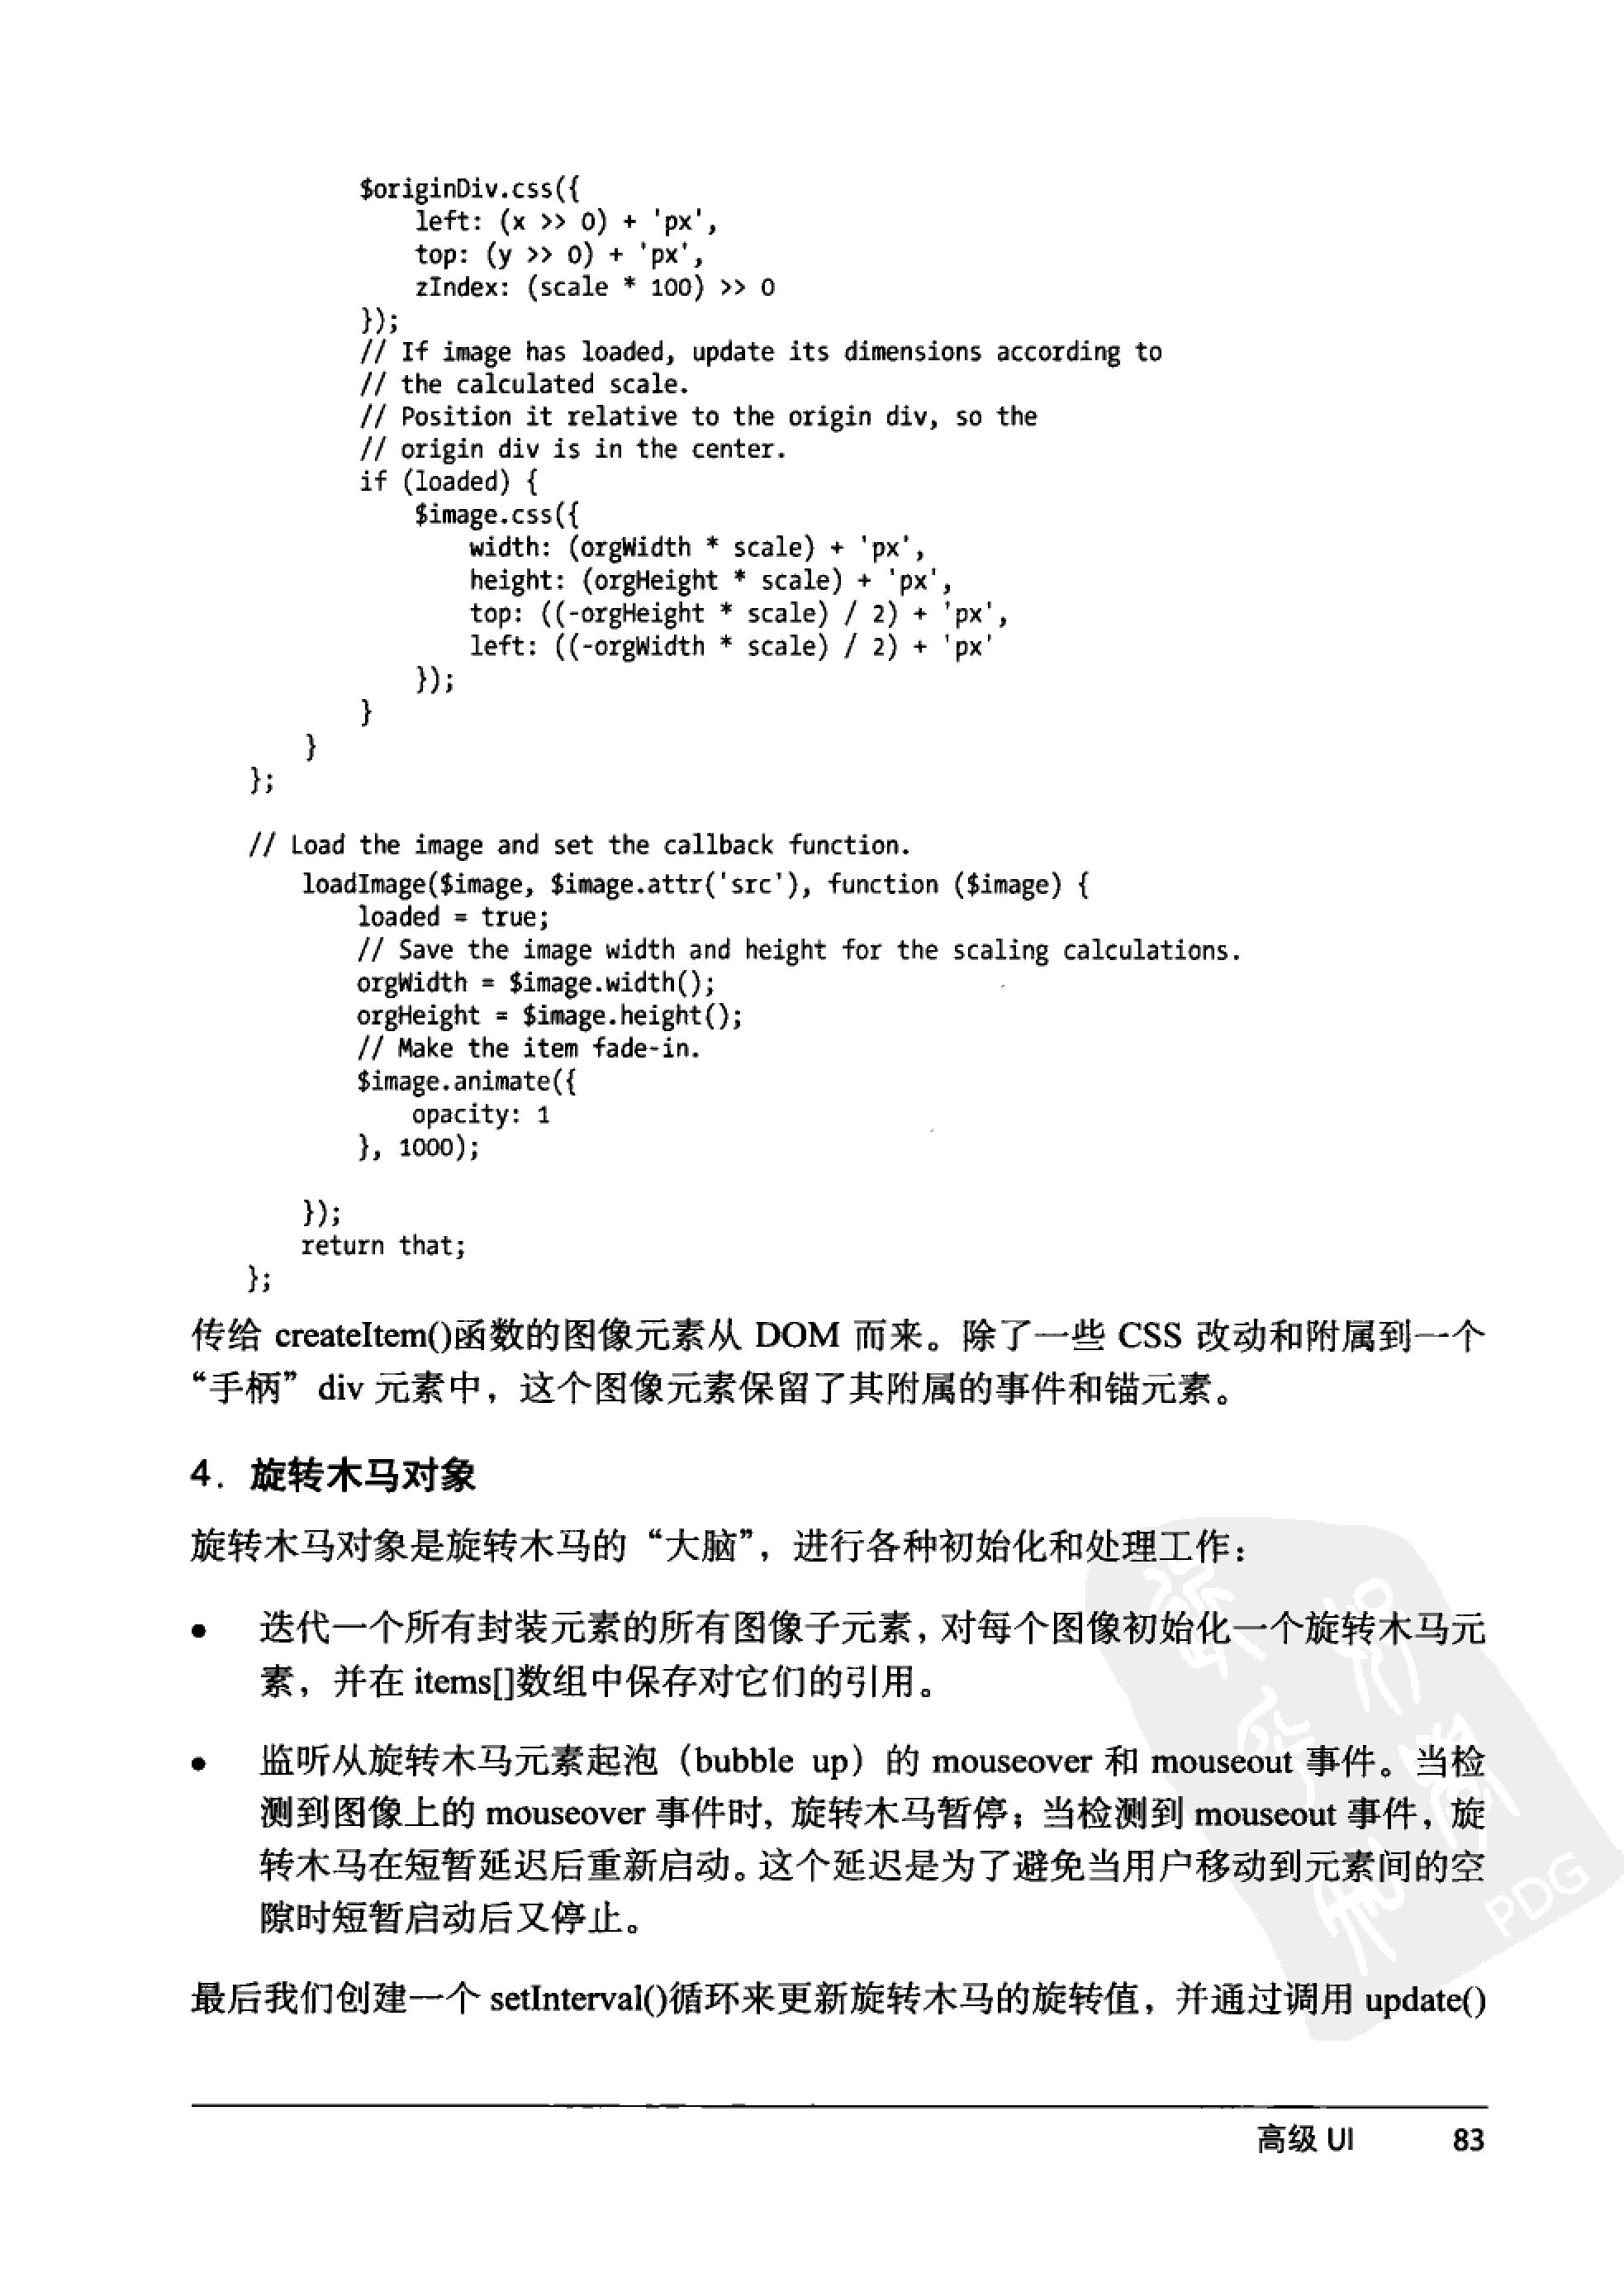 $originDiv.css({
    left: (x >> 0) + 'px',
    top: (y >> 0) + 'px',
    zIndex: (scale * 100) >> 0
});
// If image has loaded, update its dimensions according to
// the calculated scale.
// Position it relative to the origin div, so the
// origin div is in the center.
if (loaded) {
    $image.css({
        width: (orgWidth * scale) + 'px',
        height: (orgHeight * scale) + 'px',
        top: ((-orgHeight * scale) / 2) + 'px',
        left: ((-orgWidth * scale) / 2) + 'px'
    });
}
}
};
// Load the image and set the callback function.
loadImage($image, $image.attr('src'), function ($image) {
    loaded = true;
    // Save the image width and height for the scaling calculations.
    orgWidth = $image.width();
    orgHeight = $image.height();
    // Make the item fade-in.
    $image.animate({
        opacity: 1
    }, 1000);
});
return that;
};
传给 createItem()函数的图像元素从 DOM 而来。除了一些 CSS 改动和附属到一个
“手柄” div 元素中，这个图像元素保留了其附属的事件和锚元素。
4．旋转木马对象
旋转木马对象是旋转木马的“大脑”，进行各种初始化和处理工作：
● 迭代一个所有封装元素的所有图像子元素，对每个图像初始化一个旋转木马元
素，并在 items[]数组中保存对它们的引用。
● 监听从旋转木马元素起泡（bubble up）的 mouseover 和 mouseout 事件。当检
测到图像上的 mouseover 事件时，旋转木马暂停；当检测到 mouseout 事件，旋
转木马在短暂延迟后重新启动。这个延迟是为了避免当用户移动到元素间的空
隙时短暂启动后又停止。
最后我们创建一个 setInterval()循环来更新旋转木马的旋转值，并通过调用 update()
PDG
高级 UI 83